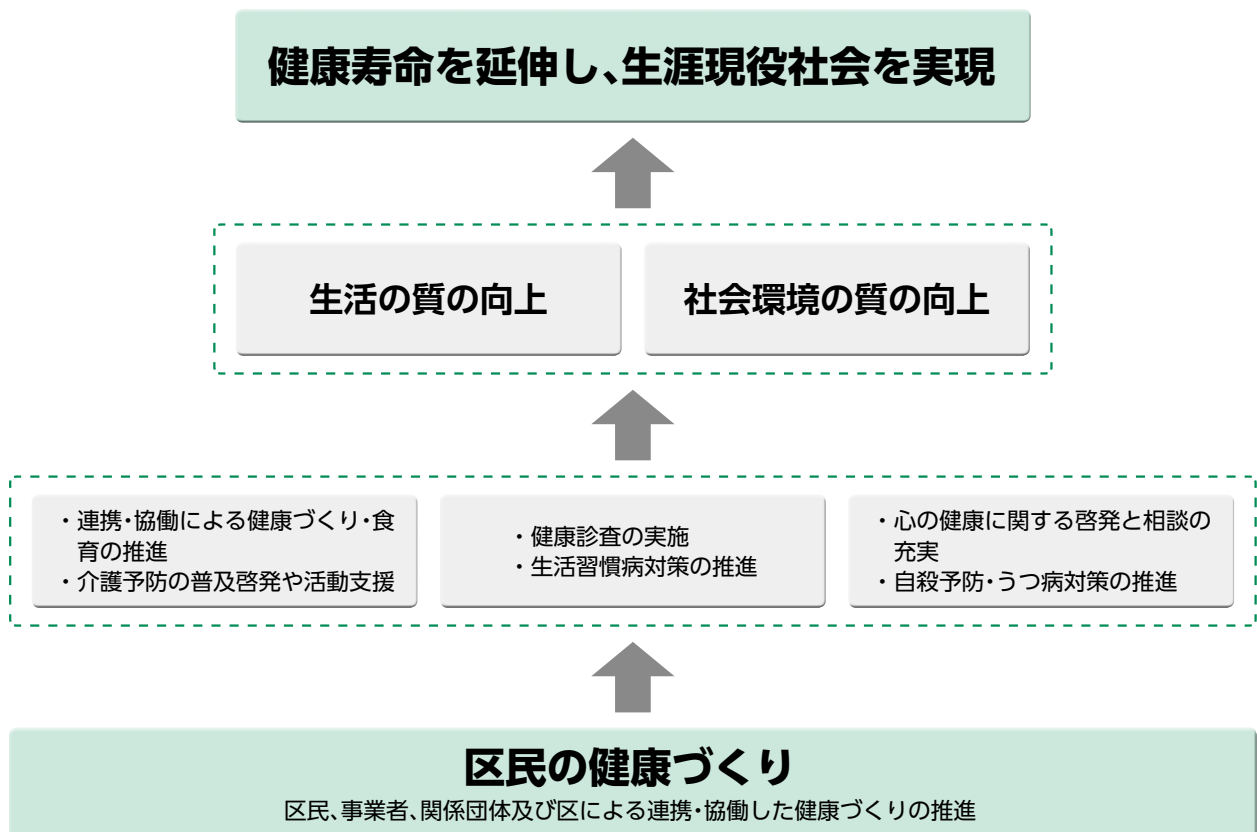 健康寿命を延伸し、生涯現役社会を実現
生活の質の向上
社会環境の質の向上
・連携・協働による健康づくり・食
育の推進
・介護予防の普及啓発や活動支援
・健康診査の実施
・生活習慣病対策の推進
・心の健康に関する啓発と相談の
充実
・自殺予防・うつ病対策の推進
区民の健康づくり
区民、事業者、関係団体及び区による連携・協働した健康づくりの推進